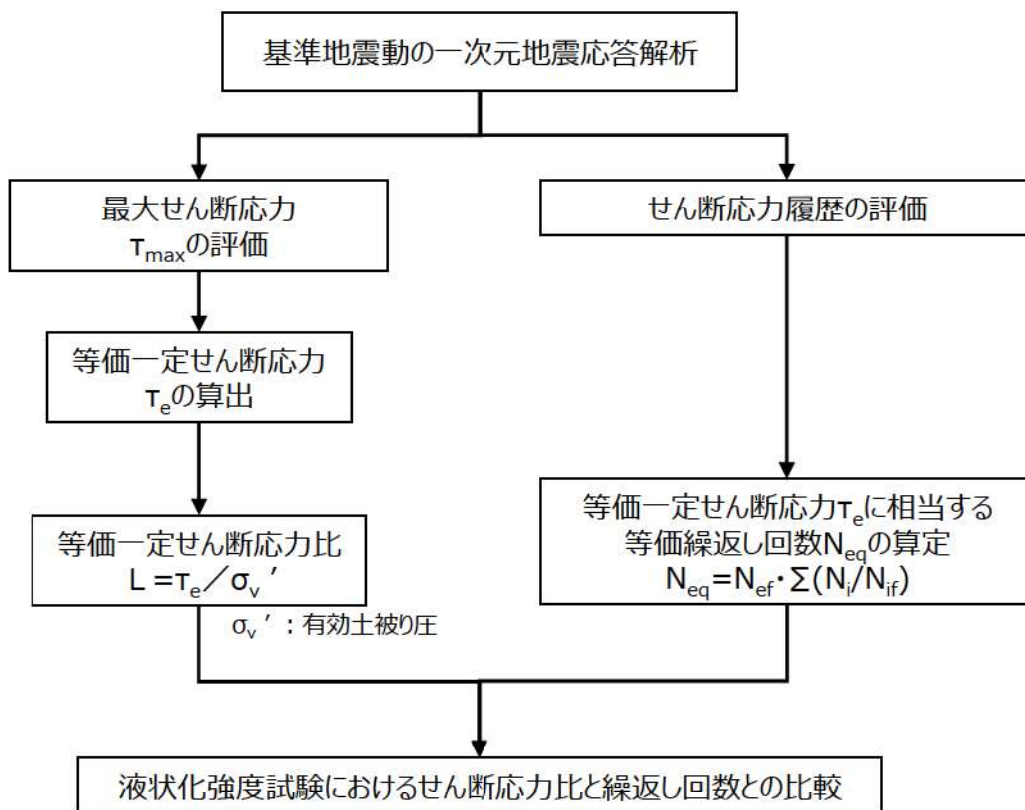 基準地震動の一次元地震応答解析
最大せん断応力
τmaxの評価
せん断応力履歴の評価
等価一定せん断応力
τeの算出
等価一定せん断応力比
L =τe／σv ′
σv ′：有効土被り圧
等価一定せん断応力τeに相当する
等価繰返し回数Neqの算定
Neq=Nef・Σ(Ni/Nif)
液状化強度試験におけるせん断応力比と繰返し回数との比較